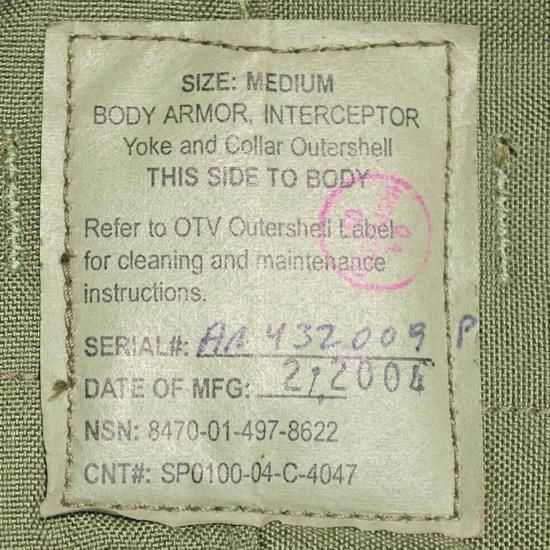 SIZE: MEDIUM
BODY ARMOR, INTERCEPTOR
Yoke and Collar Outershell
THIS SIDE TO BODY
Refer to OTV Outershell Label
for cleaning and maintenance
instructions.
SERIAL#: AA 432009 P
DATE OF MFG:
NSN: 8470-01-497-8622
CNT#: SP0100-04-C-4047